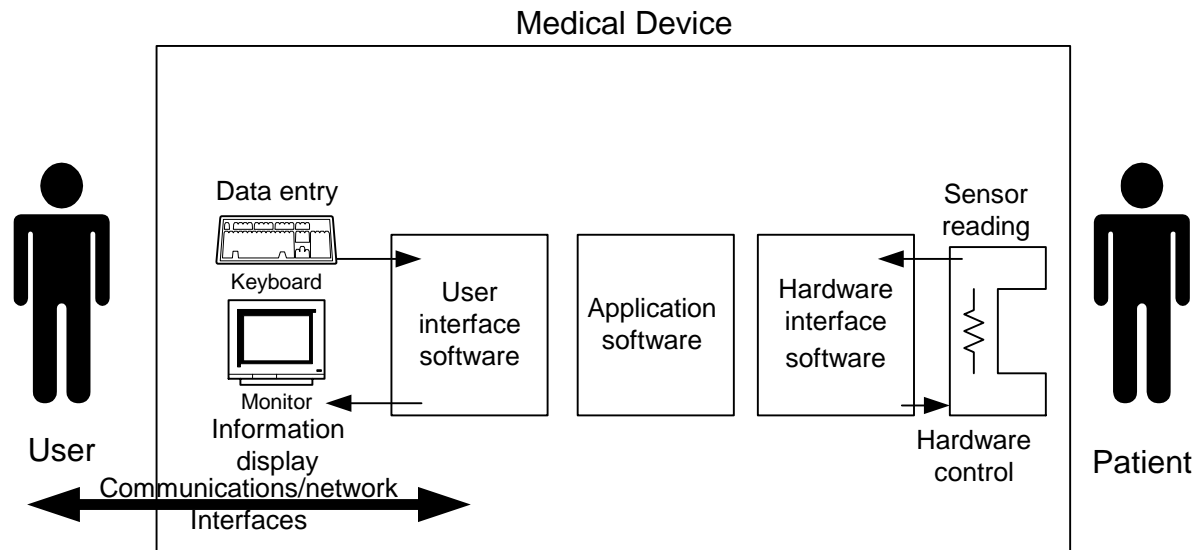 Medical Device
Data entry
Keyboard
Monitor
Information
display
User
Communications/network
Interfaces
User
interface
software
Application
software
Hardware
interface
software
Sensor
reading
Hardware
control
Patient